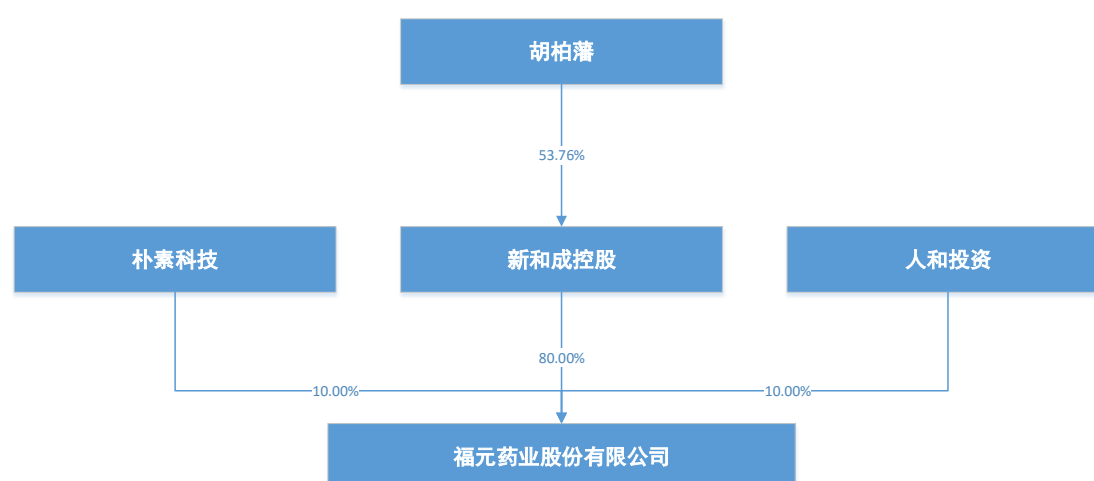 胡柏藩
53.76%
朴素科技
新和成控股
人和投资
80.00%
10.00%
10.00%
福元药业股份有限公司